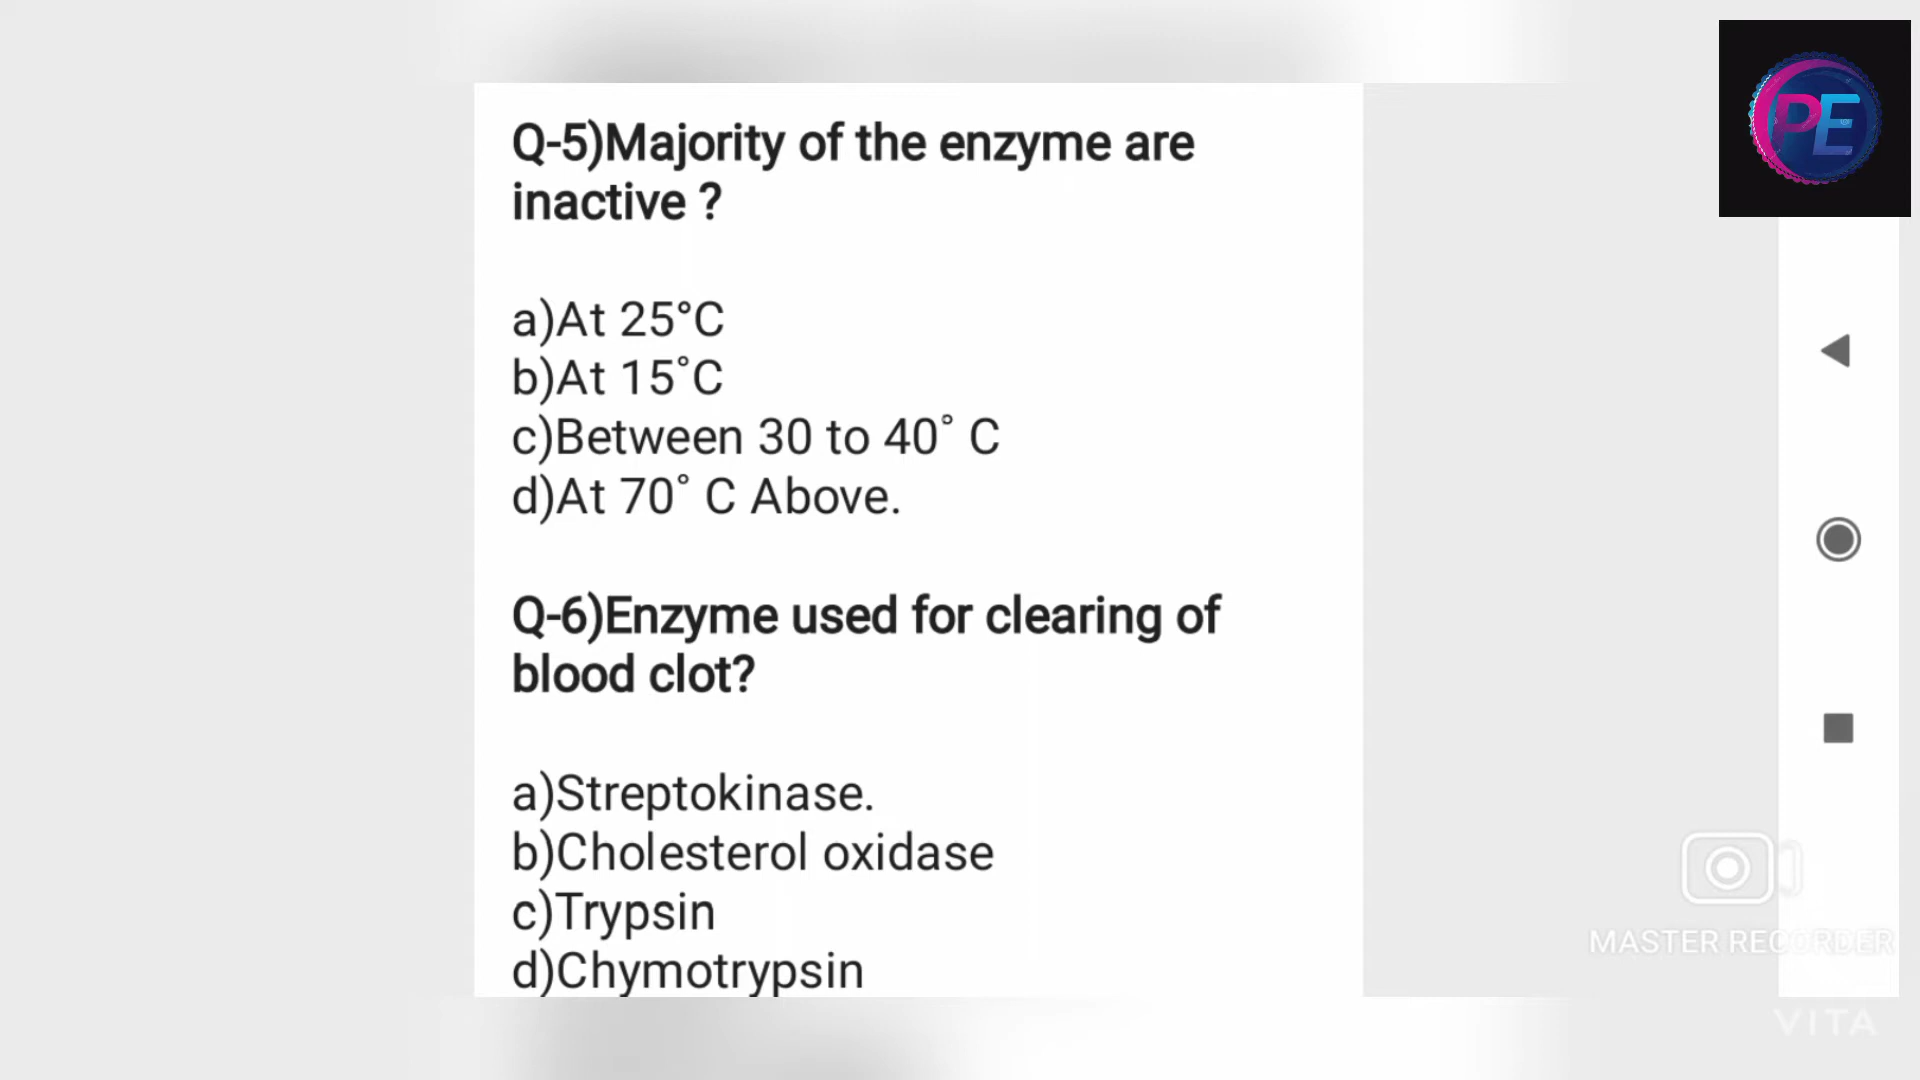 PE
Q-5)Majority of the enzyme are
inactive ?
a)At 25°C
b)At 15°C
c)Between 30 to 40° C
d)At 70° C Above.
Q-6)Enzyme used for clearing of
blood clot?
a)Streptokinase.
b)Cholesterol oxidase
c)Trypsin
d)Chymotrypsin
MASTER RECORDER
VITA